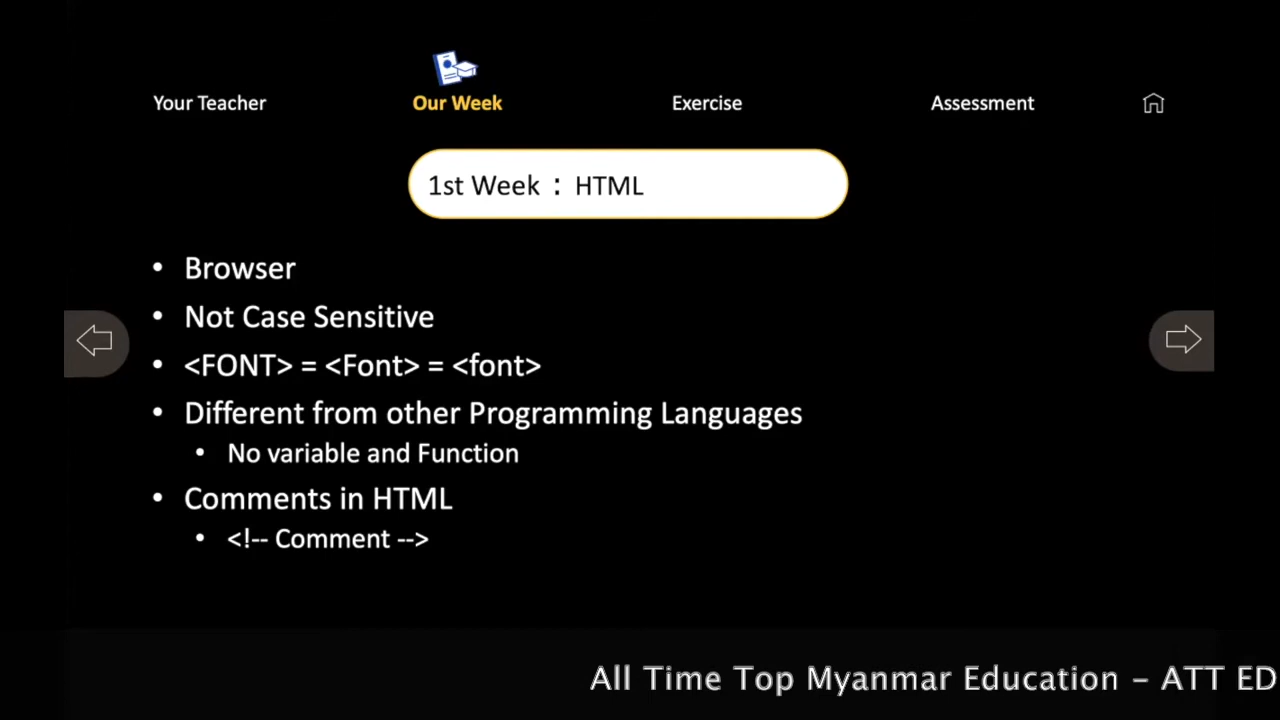 Your Teacher
Our Week
Exercise
Assessment
1st Week : HTML
• Browser
• Not Case Sensitive
• <FONT> = <Font> = <font>
• Different from other Programming Languages
• No variable and Function
• Comments in HTML
• <!-- Comment -->
All Time Top Myanmar Education - ATT ED